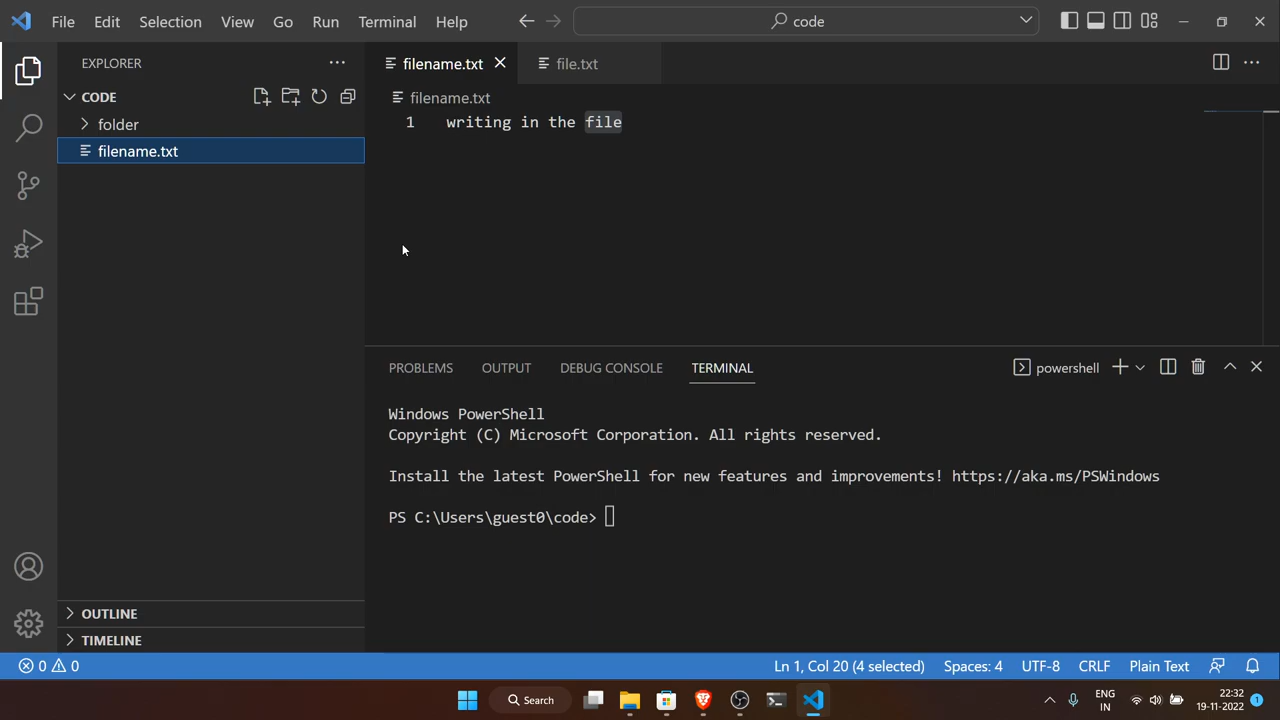 File Edit Selection View Go Run Terminal Help code
EXPLORER
CODE
folder
filename.txt
filename.txt file.txt
filename.txt
1 writing in the file
PROBLEMS OUTPUT DEBUG CONSOLE TERMINAL powershell
Windows PowerShell
Copyright (C) Microsoft Corporation. All rights reserved.
Install the latest PowerShell for new features and improvements! https://aka.ms/PSWindows
PS C:\Users\guest0\code>
OUTLINE
TIMELINE
0 0 Ln 1, Col 20 (4 selected) Spaces: 4 UTF-8 CRLF Plain Text
Search ENG 22:32
IN 19-11-2022 1